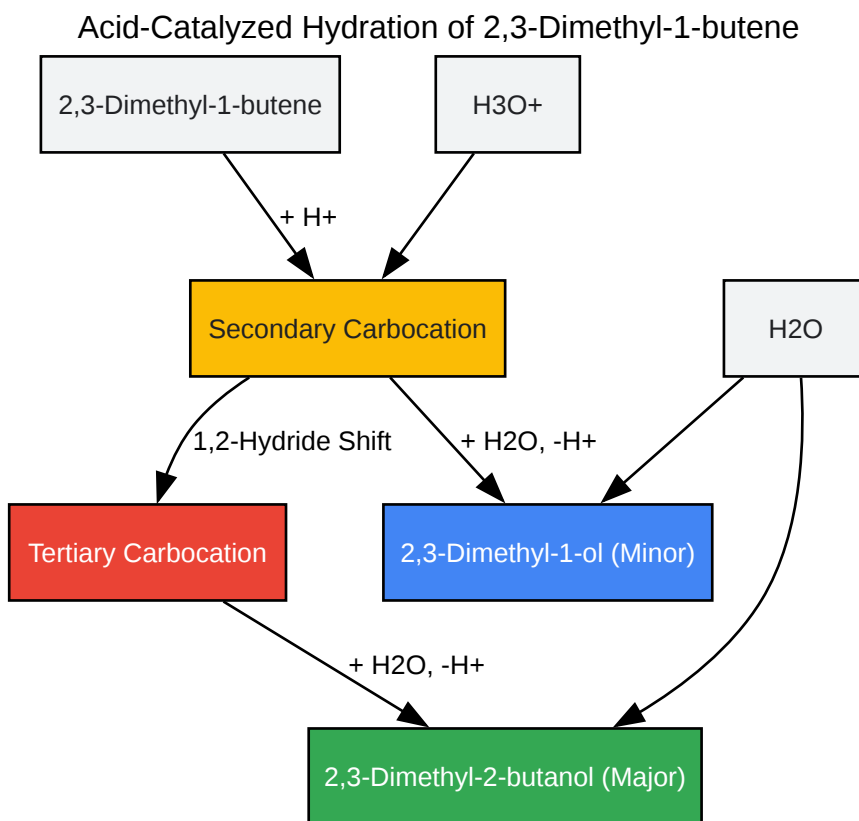 Acid-Catalyzed Hydration of 2,3-Dimethyl-1-butene
2,3-Dimethyl-1-butene
H3O+
+ H+
Secondary Carbocation
H2O
1,2-Hydride Shift
+ H2O, -H+
Tertiary Carbocation
2,3-Dimethyl-1-ol (Minor)
+ H2O, -H+
2,3-Dimethyl-2-butanol (Major)